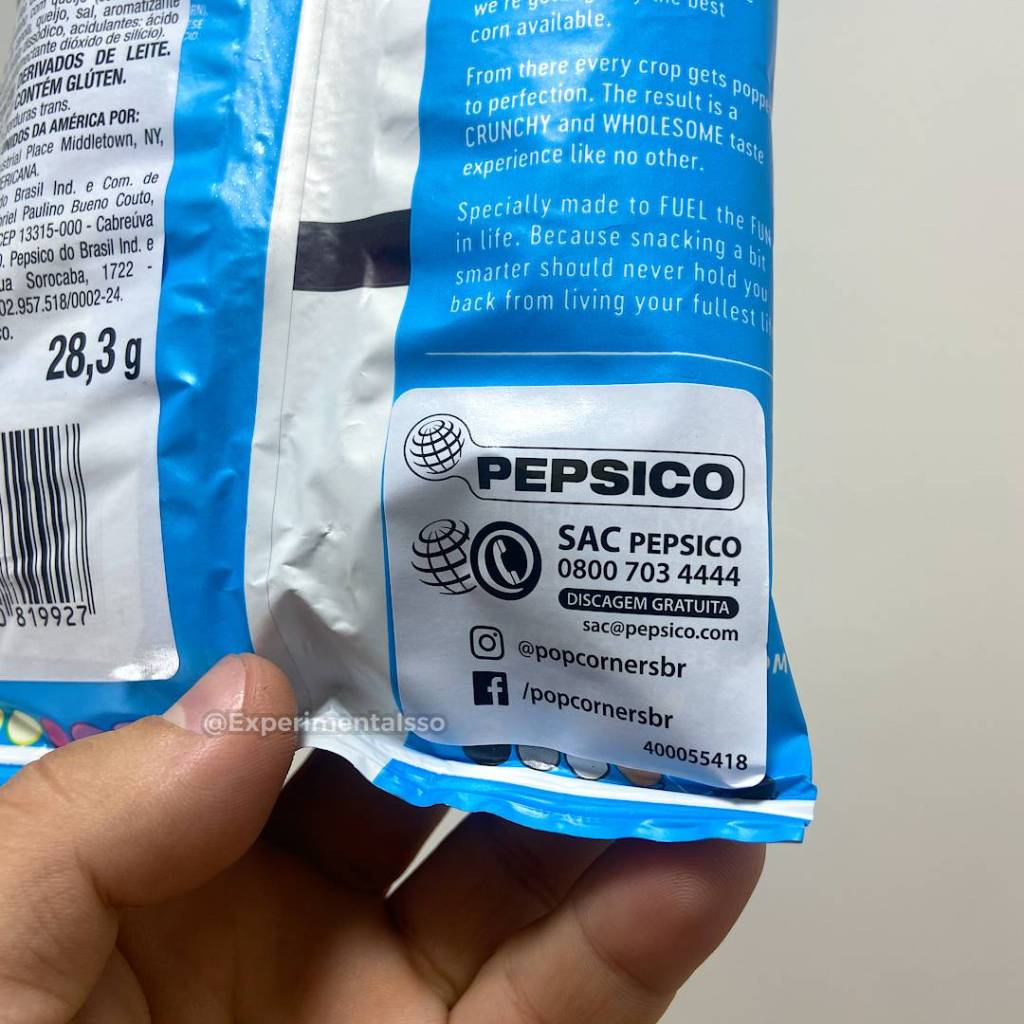 queijo, sal, aromatizante
acidulantes: ácido
dióxido de silício).
DERIVADOS DE LEITE.
CONTÉM GLÚTEN.
trans.
UNIDOS DA AMÉRICA POR:
Place Middletown, NY,
do Brasil Ind. e Com. de
Paulino Bueno Couto,
CEP 13315-000 - Cabreúva
Pepsico do Brasil Ind. e
Sorocaba, 1722 -
02.957.518/0002-24.
28,3 g
819927
best
corn available.
From there every crop gets
to perfection. The result is a
CRUNCHY and WHOLESOME taste
experience like no other.
Specially made to FUEL the FUN
in life. Because snacking a bit
smarter should never hold you
back from living your fullest
PEPSICO
SAC PEPSICO
0800 703 4444
DISCAGEM GRATUITA
sac@pepsico.com
@popcornersbr
/popcornersbr
400055418
@Experimentalsso